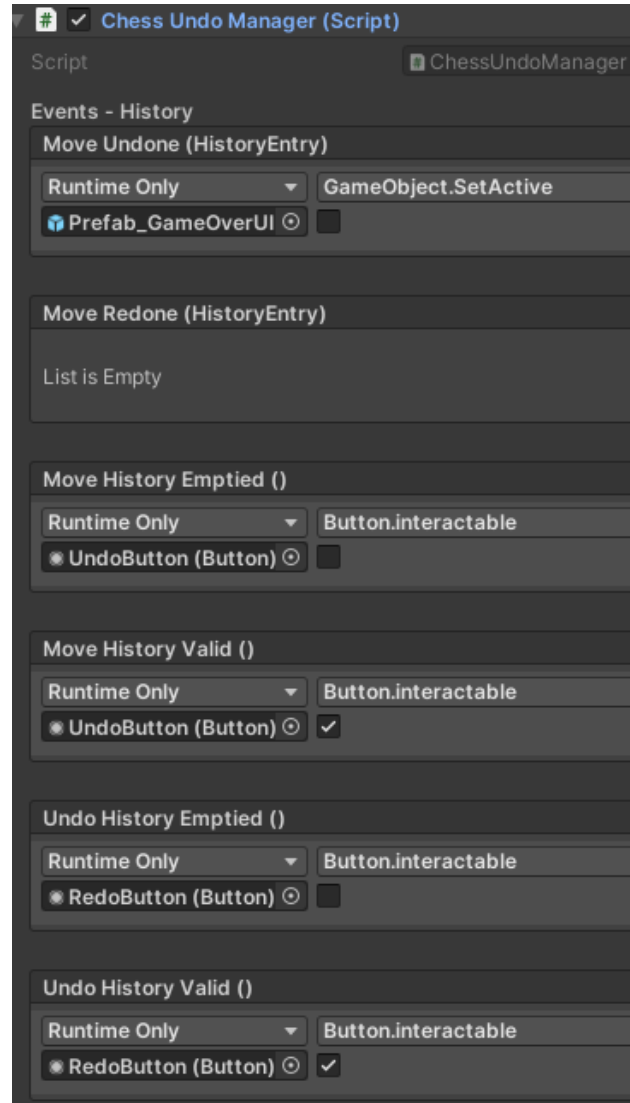 # Chess Undo Manager (Script)
Script # ChessUndoManager
Events - History
Move Undone (HistoryEntry)
Runtime Only GameObject.SetActive
Prefab_GameOverUI
Move Redone (HistoryEntry)
List is Empty
Move History Emptied ()
Runtime Only Button.interactable
UndoButton (Button)
Move History Valid ()
Runtime Only Button.interactable
UndoButton (Button)
Undo History Emptied ()
Runtime Only Button.interactable
RedoButton (Button)
Undo History Valid ()
Runtime Only Button.interactable
RedoButton (Button)